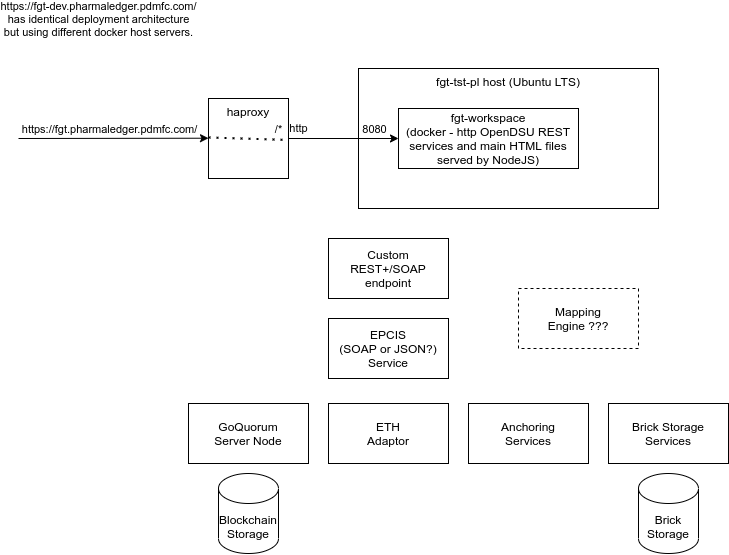 https://fgt-dev.pharmaledger.pdmfc.com/
has identical deployment architecture
but using different docker host servers.
fgt-tst-pl host (Ubuntu LTS)
haproxy
https://fgt.pharmaledger.pdmfc.com/
/*
http
8080
fgt-workspace
(docker - http OpenDSU REST
services and main HTML files
served by NodeJS)
Custom
REST+/SOAP
endpoint
Mapping
Engine ???
EPCIS
(SOAP or JSON?)
Service
GoQuorum
Server Node
ETH
Adaptor
Anchoring
Services
Brick Storage
Services
Blockchain
Storage
Brick
Storage